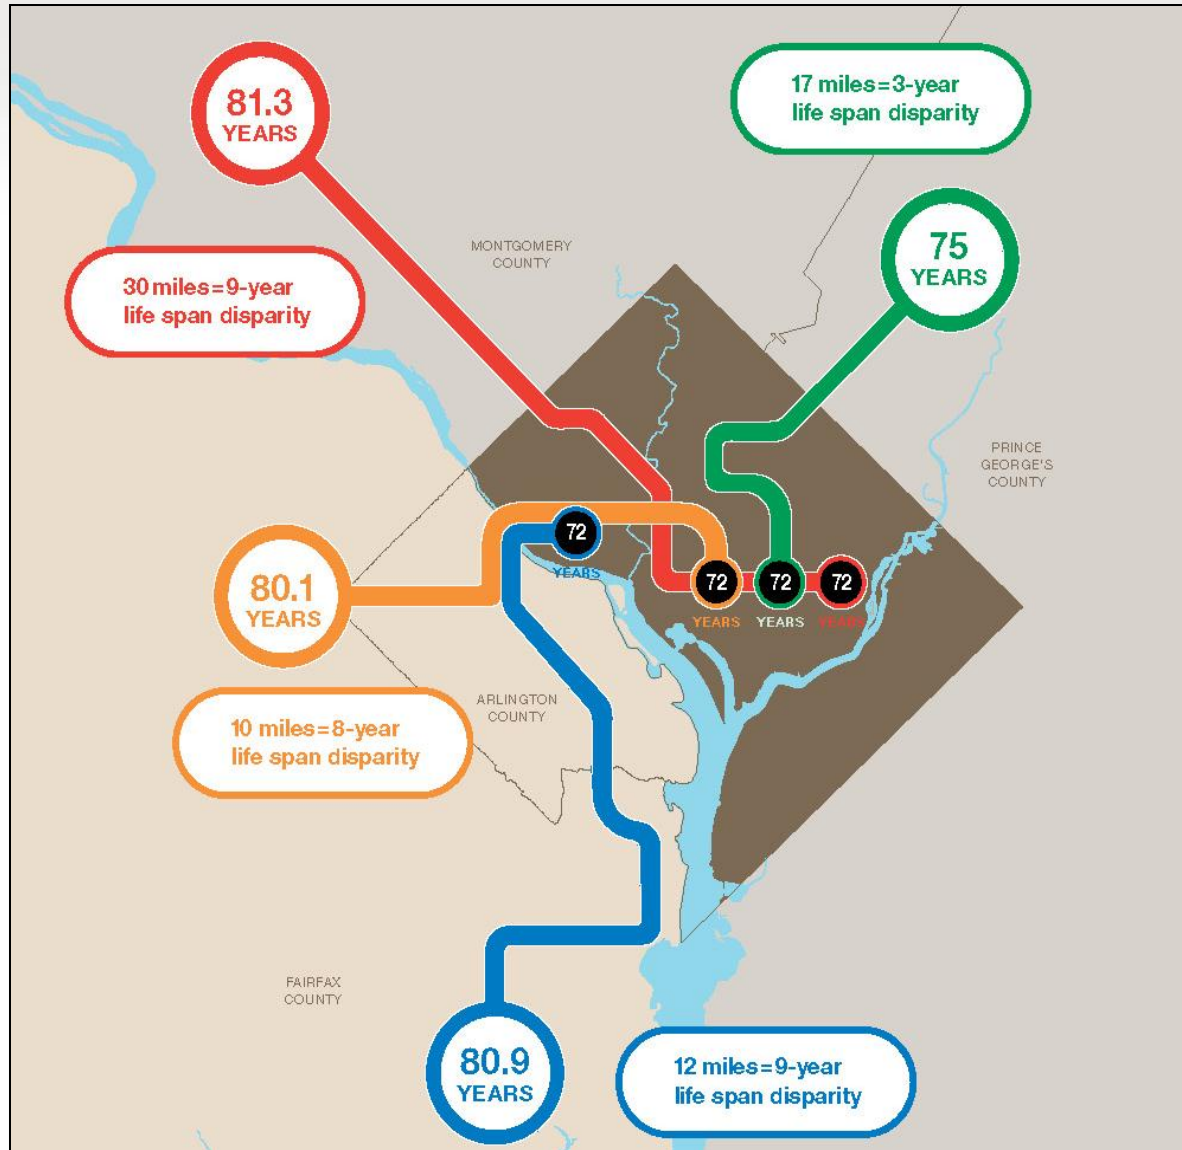 81.3
YEARS
17 miles=3-year
life span disparity
MONTGOMERY
COUNTY
75
YEARS
30 miles=9-year
life span disparity
PRINCE
GEORGE'S
COUNTY
72
YEARS
80.1
YEARS
72
YEARS
72
YEARS
72
YEARS
ARLINGTON
COUNTY
10 miles=8-year
life span disparity
FAIRFAX
COUNTY
80.9
YEARS
12 miles=9-year
life span disparity